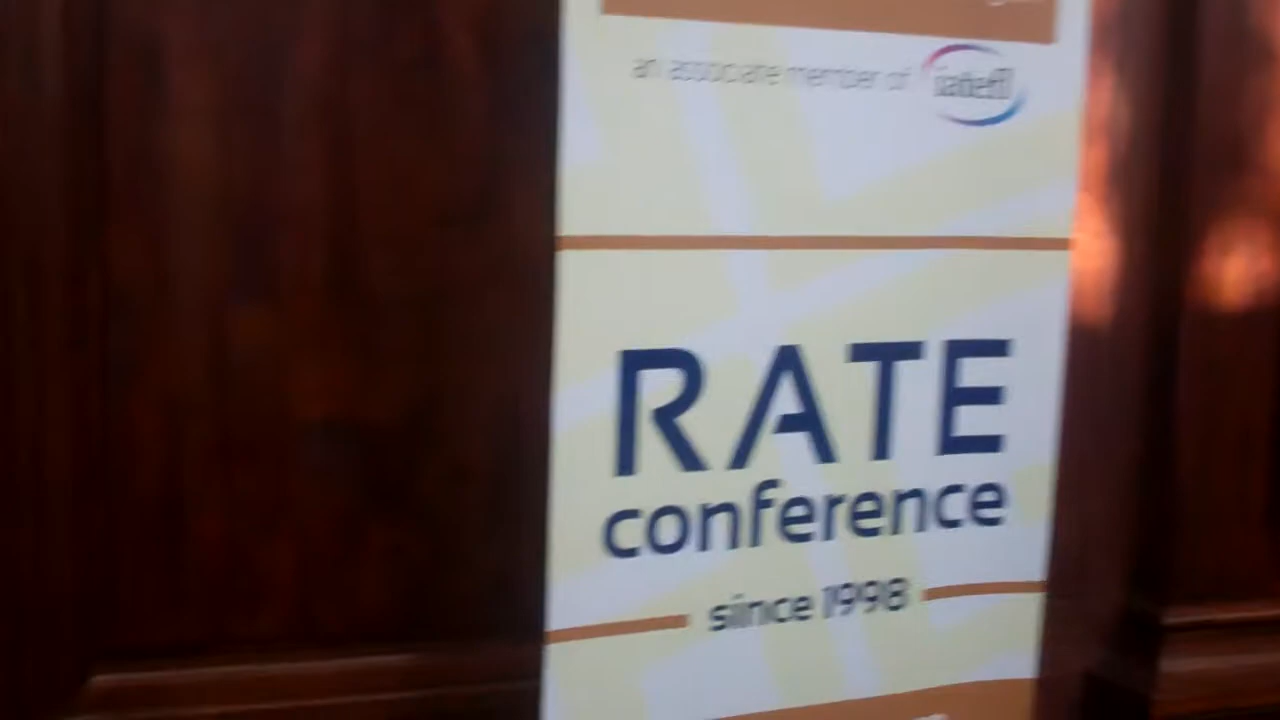 an associate member of iatefl
RATE
conference
since 1998